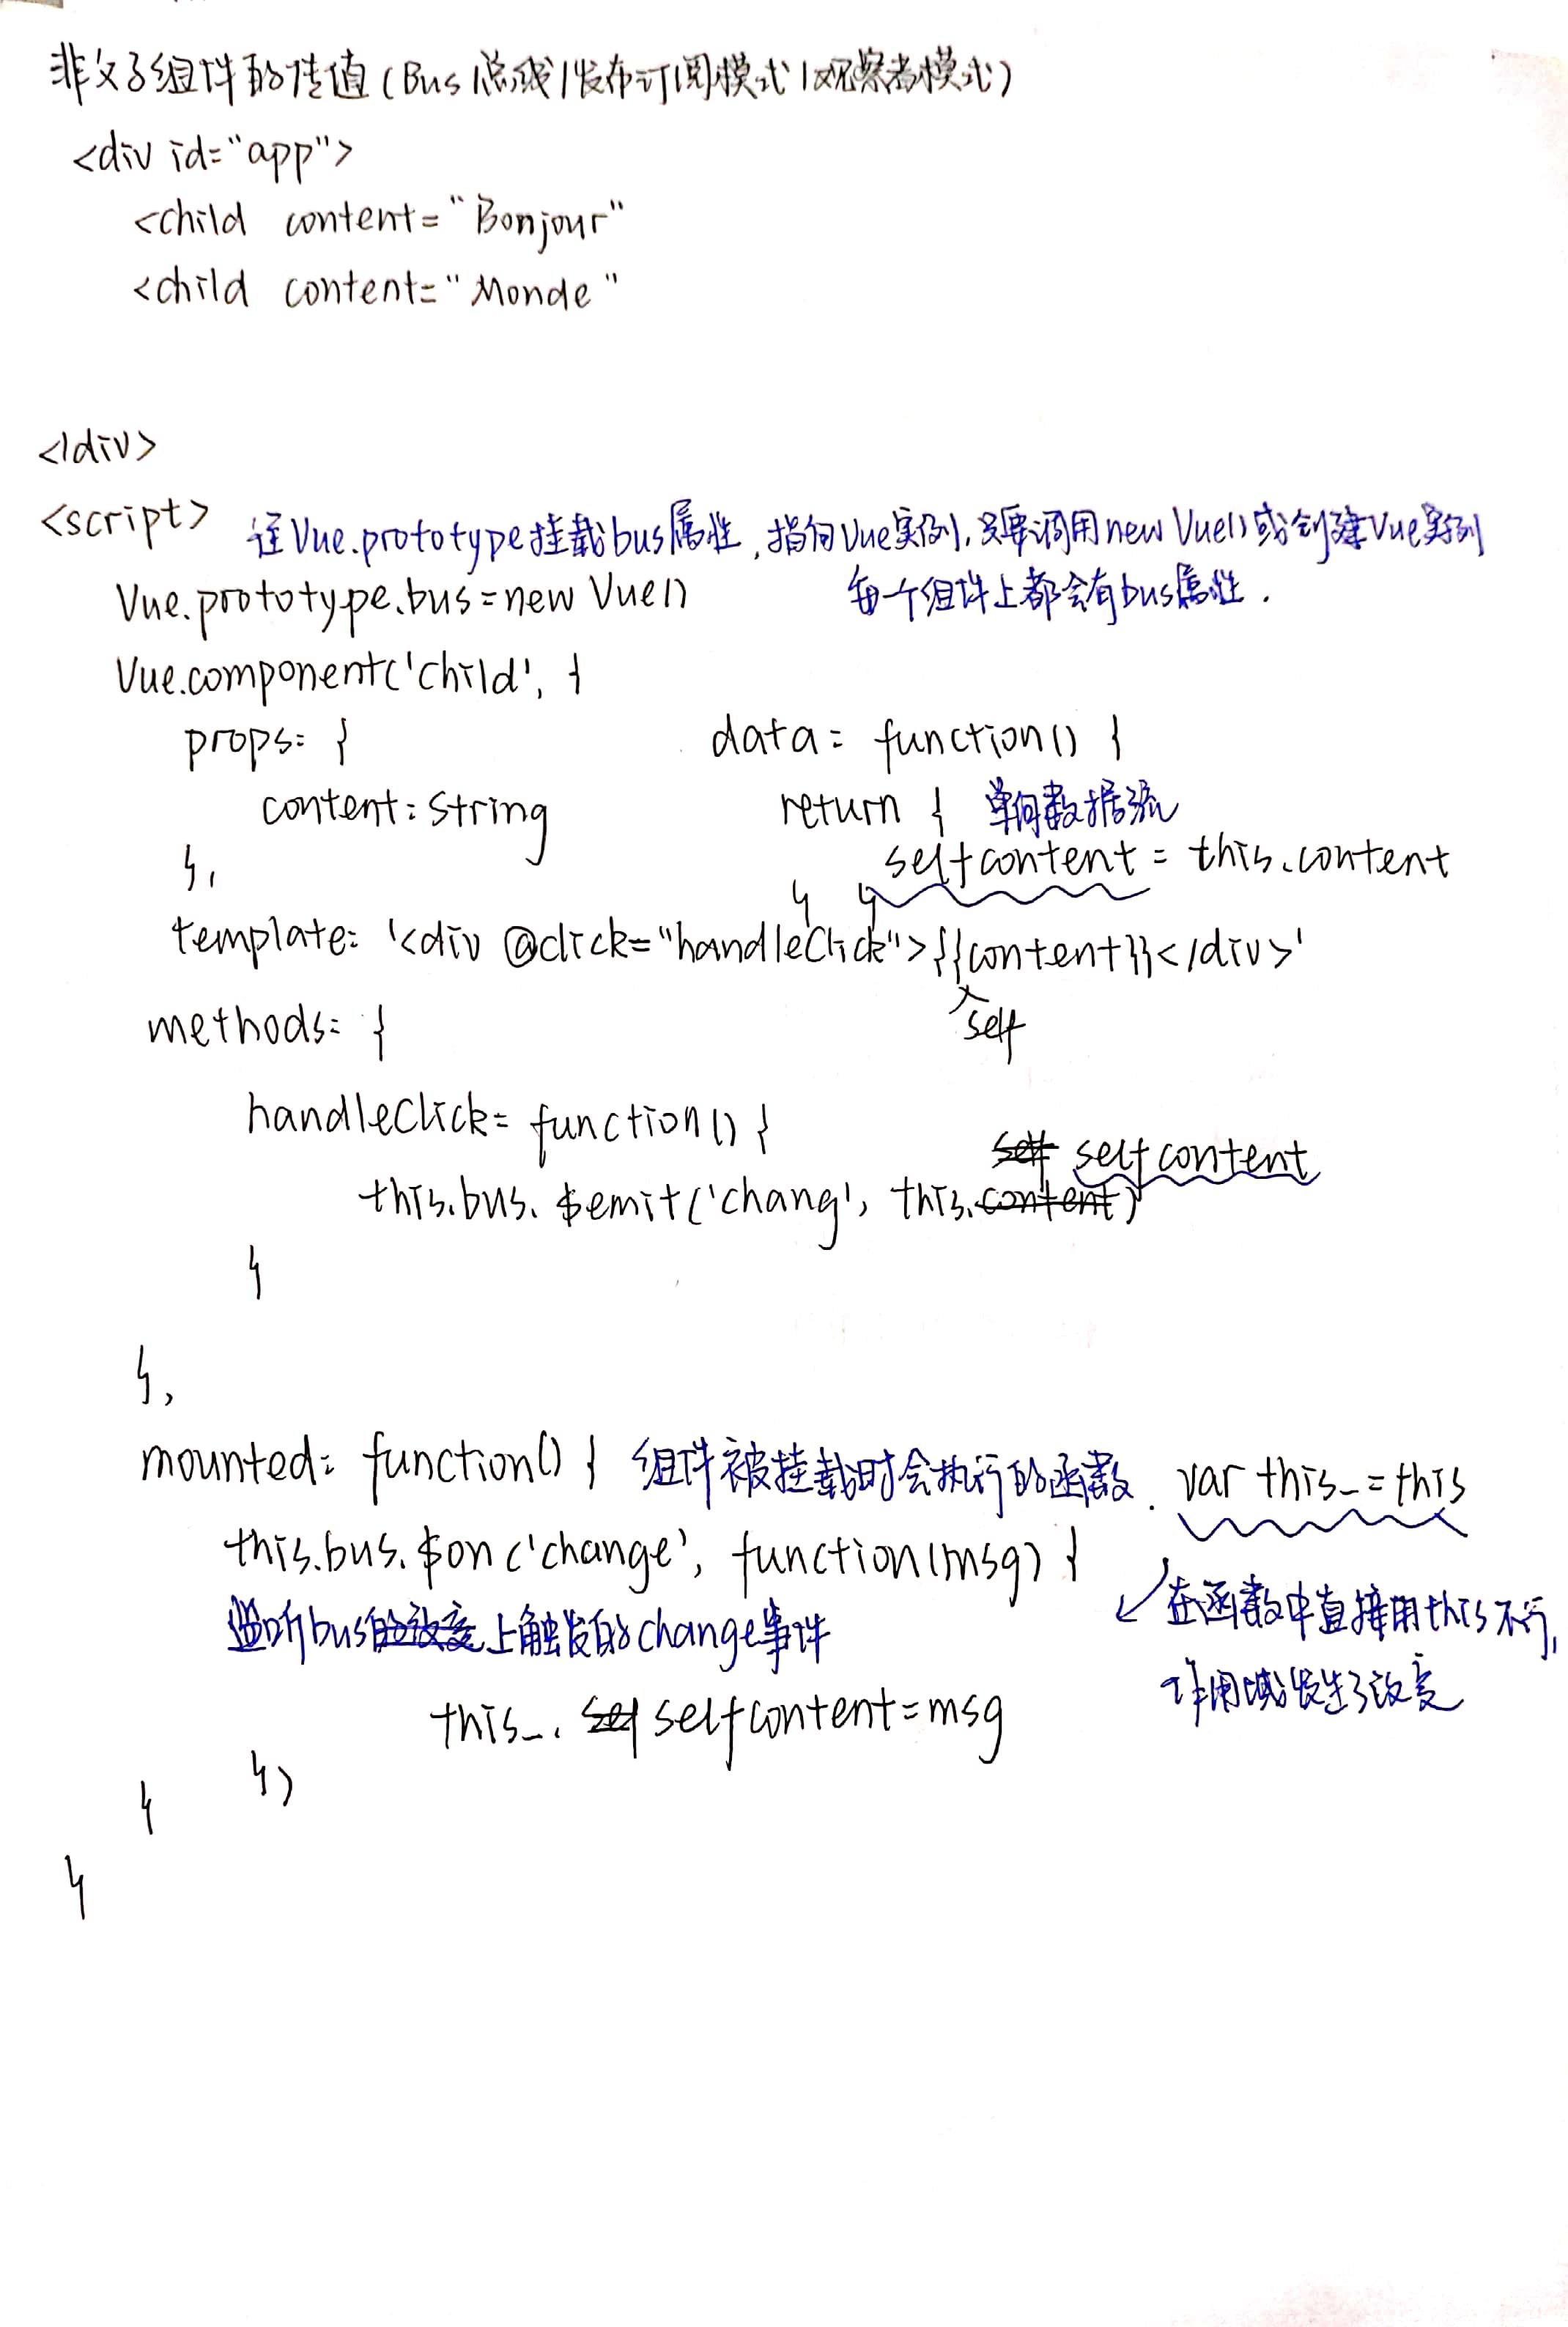 非父子组件的传值(Bus/总线/发布订阅模式/观察者模式)
<div id="app">
<child content="Bonjour"
<child content="Monde"
</div>
<script> 往Vue.prototype挂载bus属性,指向Vue实例,只要调用new Vue()或创建Vue实例
Vue.prototype.bus=new Vue() 每个组件上都会有bus属性.
Vue.component('child', {
props: { data: function() {
content: String return { 单向数据流
}, selfcontent = this.content
} }
template: '<div @click="handleClick">{{content}}</div>'
self
methods: {
handleClick= function() {
self selfcontent
this.bus.$emit('chang', this.content)
}
},
mounted: function() { 组件被挂载时会执行的函数. var this_=this
this.bus.$on('change', function(msg) {
监听bus的改变上触发的change事件 ↙在函数中直接用this不行,
作用域发生了改变
this_. self selfcontent=msg
})
}
}